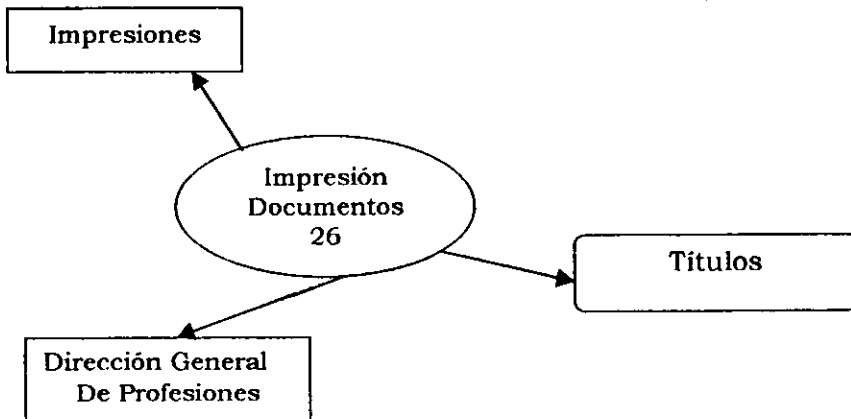 Impresiones
Impresión
Documentos
26
Títulos
Dirección General
De Profesiones